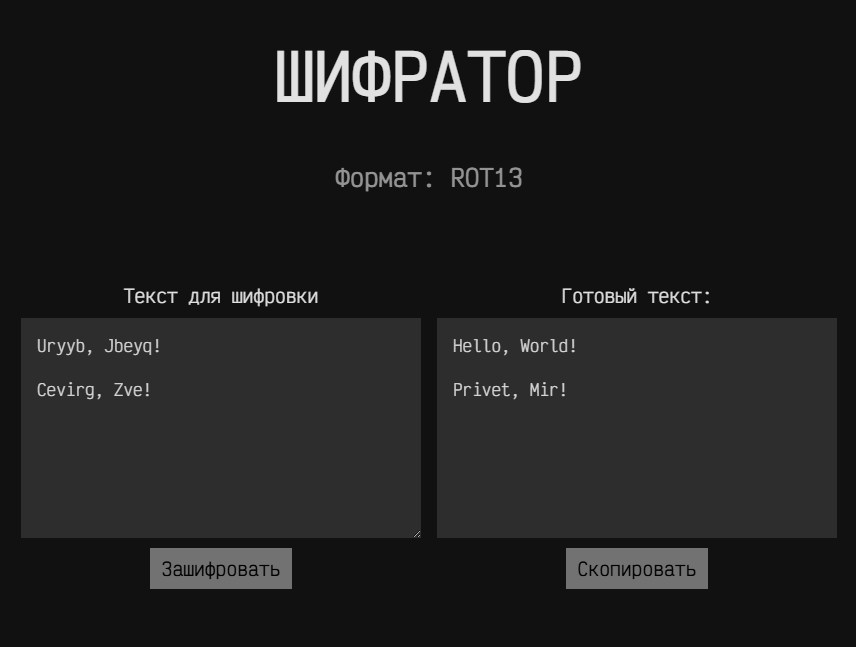 ШИФРАТОР
Формат: ROT13
Текст для шифровки
Uryyb, Jbeyq!
Cevirg, Zve!
Зашифровать
Готовый текст:
Hello, World!
Privet, Mir!
Скопировать